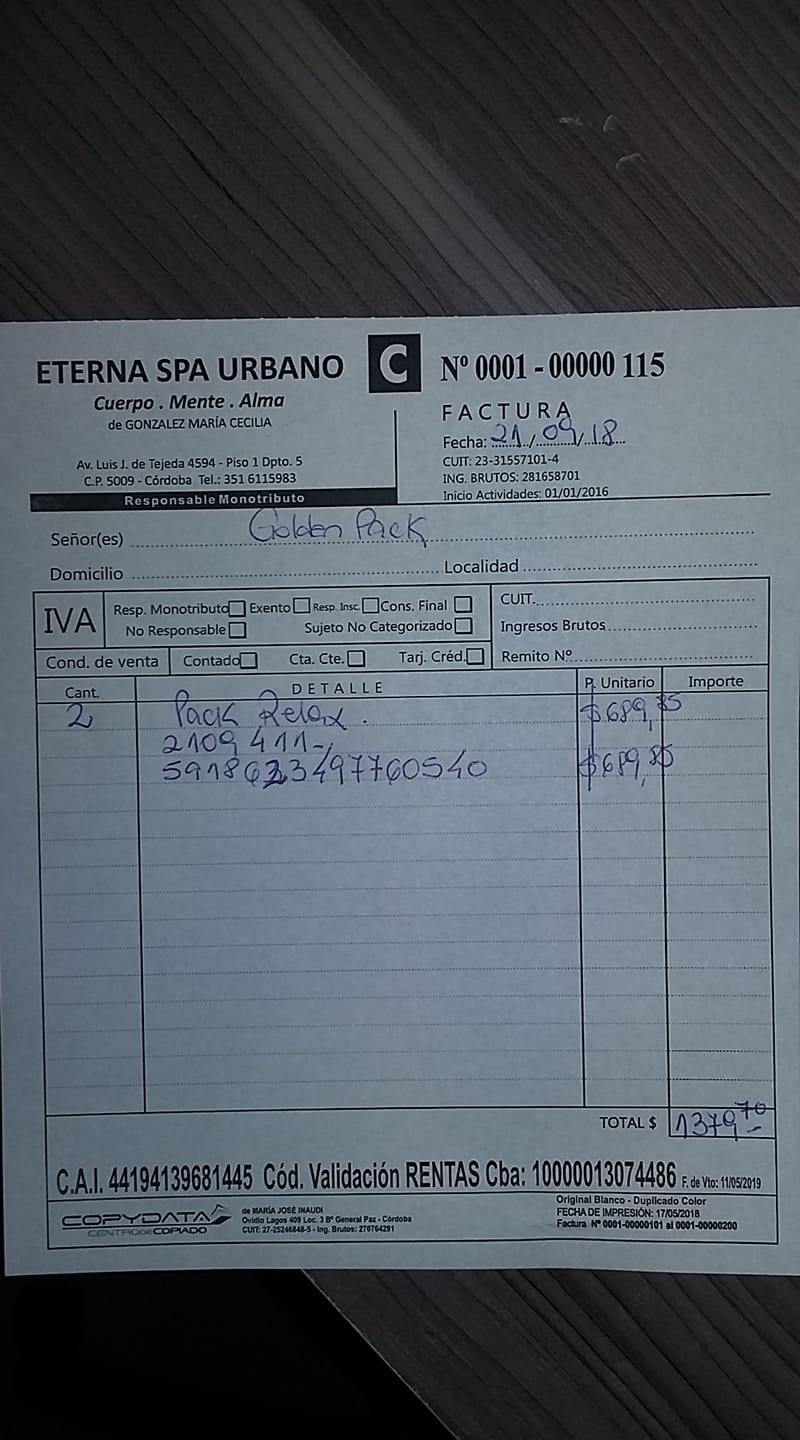 ETERNA SPA URBANO
Cuerpo . Mente . Alma
de GONZALEZ MARÍA CECILIA
Av. Luis J. de Tejeda 4594 - Piso 1 Dpto. 5
C.P. 5009 - Córdoba Tel.: 351 6115983
Responsable Monotributo
C
Nº 0001 - 00000 115
FACTURA
Fecha: 21/09/18
CUIT: 23-31557101-4
ING. BRUTOS: 281658701
Inicio Actividades: 01/01/2016
Señor(es) Golden Pack
Domicilio Localidad
IVA
Resp. Monotributo Exento Resp. Insc. Cons. Final
No Responsable Sujeto No Categorizado
CUIT.
Ingresos Brutos
Cond. de venta Contado Cta. Cte. Tarj. Créd.
Remito Nº
Cant. DETALLE P. Unitario Importe
2 Pack Relax. $689,85
2109411-,
5918623497760540 $689,85
TOTAL $ 1379,70
C.A.I. 44194139681445 Cód. Validación RENTAS Cba: 10000013074486 F. de Vto: 11/05/2019
COPYDATA
CENTRO DE COPIADO
de MARÍA JOSÉ INAUDI
Ovidio Lagos 409 Loc. 3 Bº General Paz - Córdoba
CUIT: 27-25246848-5 - Ing. Brutos: 270764291
Original Blanco - Duplicado Color
FECHA DE IMPRESIÓN: 17/05/2018
Factura Nº 0001-00000101 al 0001-00000200